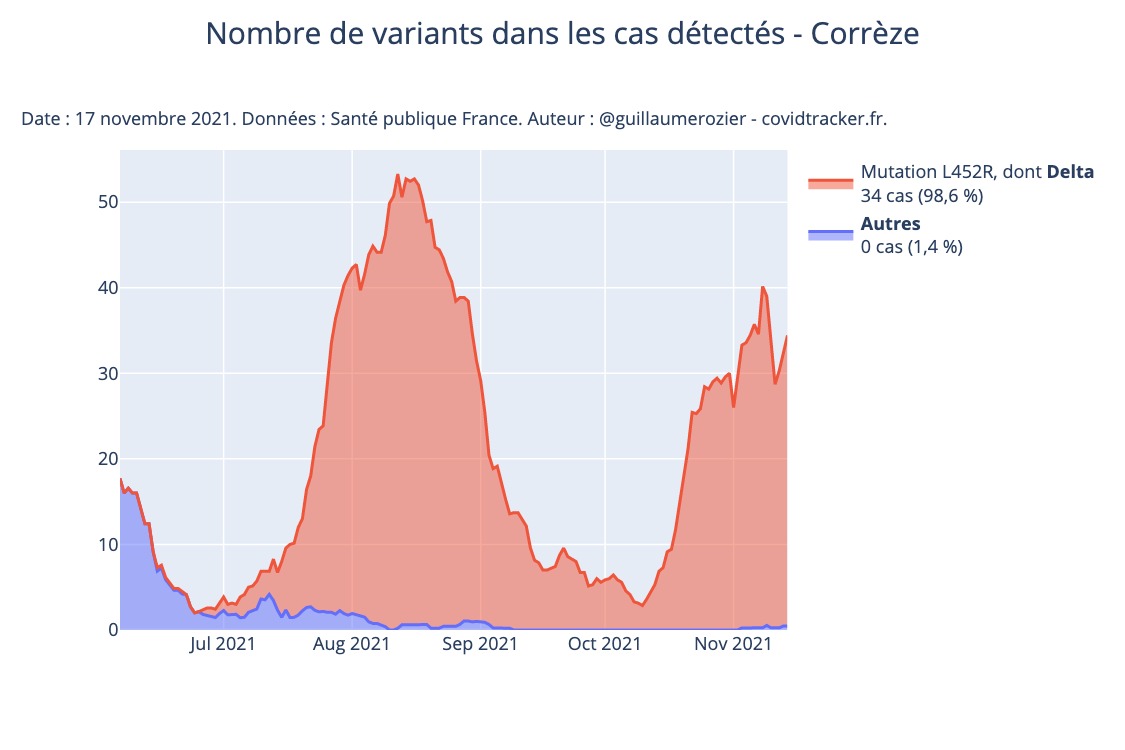 Nombre de variants dans les cas détectés - Corrèze
Date : 17 novembre 2021. Données : Santé publique France. Auteur : @guillaumerozier - covidtracker.fr.
Mutation L452R, dont Delta
34 cas (98,6 %)
Autres
0 cas (1,4 %)
50
40
30
20
10
0
Jul 2021
Aug 2021
Sep 2021
Oct 2021
Nov 2021